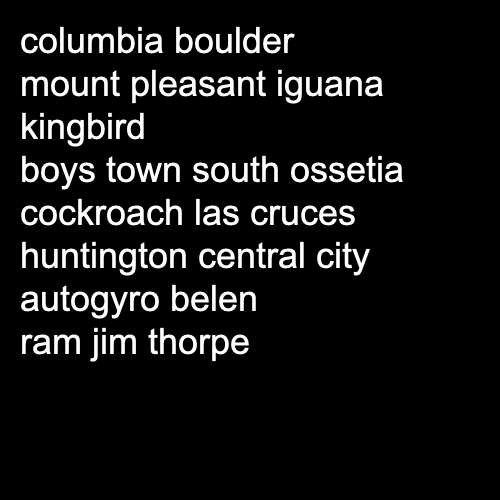 columbia boulder
mount pleasant iguana
kingbird
boys town south ossetia
cockroach las cruces
huntington central city
autogyro belen
ram jim thorpe